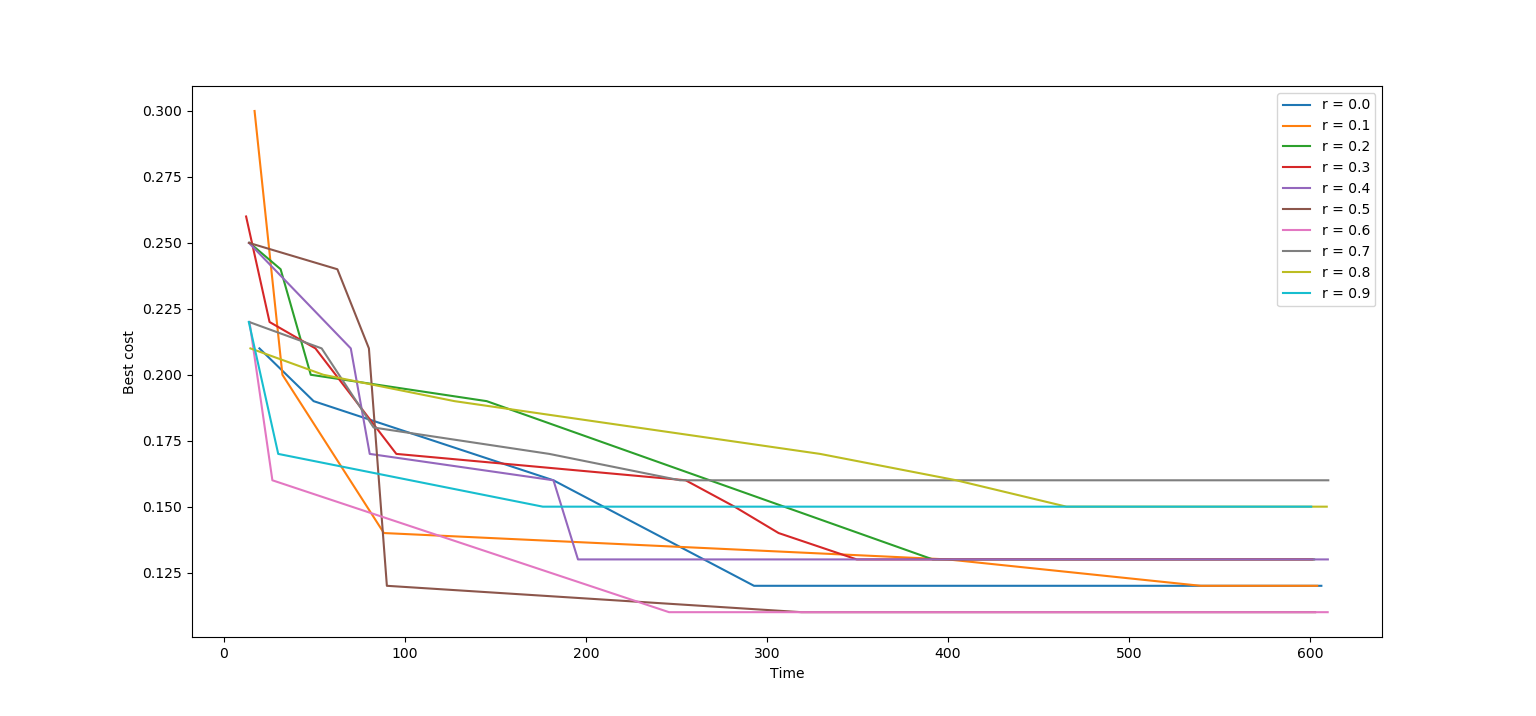 0.300
0.275
0.250
0.225
0.200
0.175
0.150
0.125
Best cost
0 100 200 300 400 500 600
Time
r = 0.0
r = 0.1
r = 0.2
r = 0.3
r = 0.4
r = 0.5
r = 0.6
r = 0.7
r = 0.8
r = 0.9